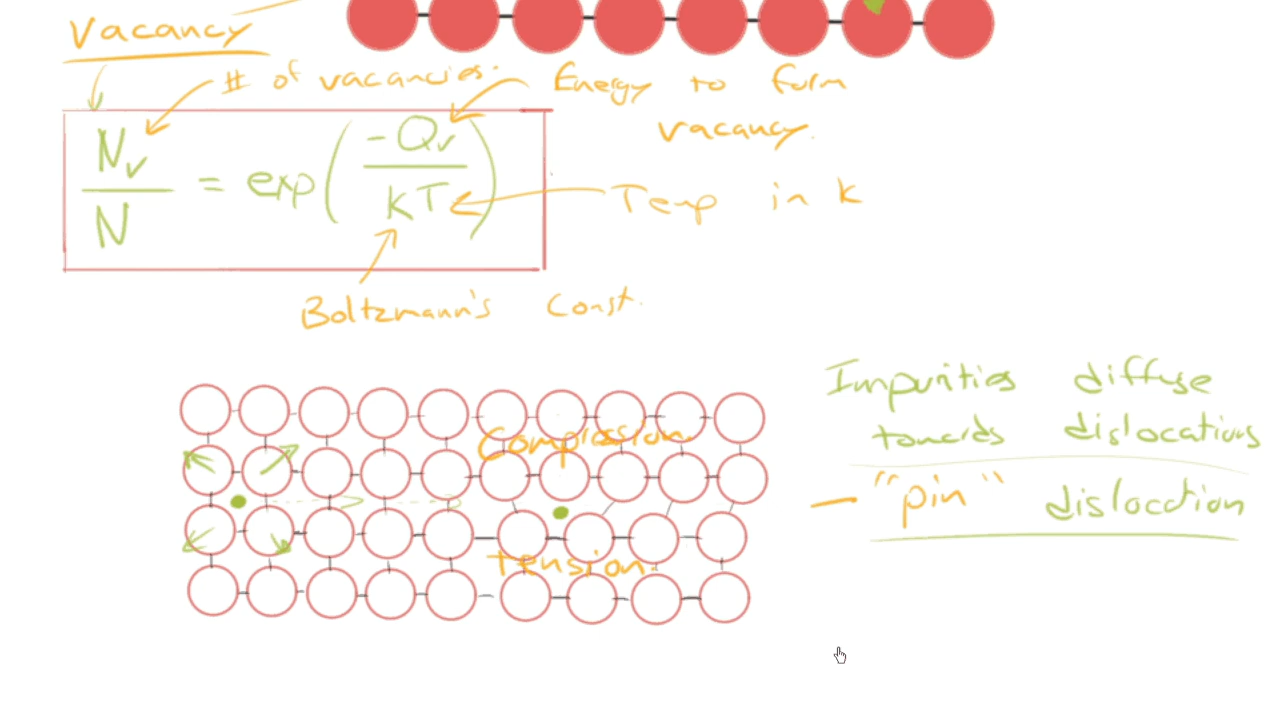 Vacancy
# of vacancies.
Energy to form
vacancy.
Nv
N
= exp
(-Qv
kT)
Temp in k
Boltzmann's Const.
Impurities diffuse
towards dislocations
Compression.
- "pin" dislocation
tension.